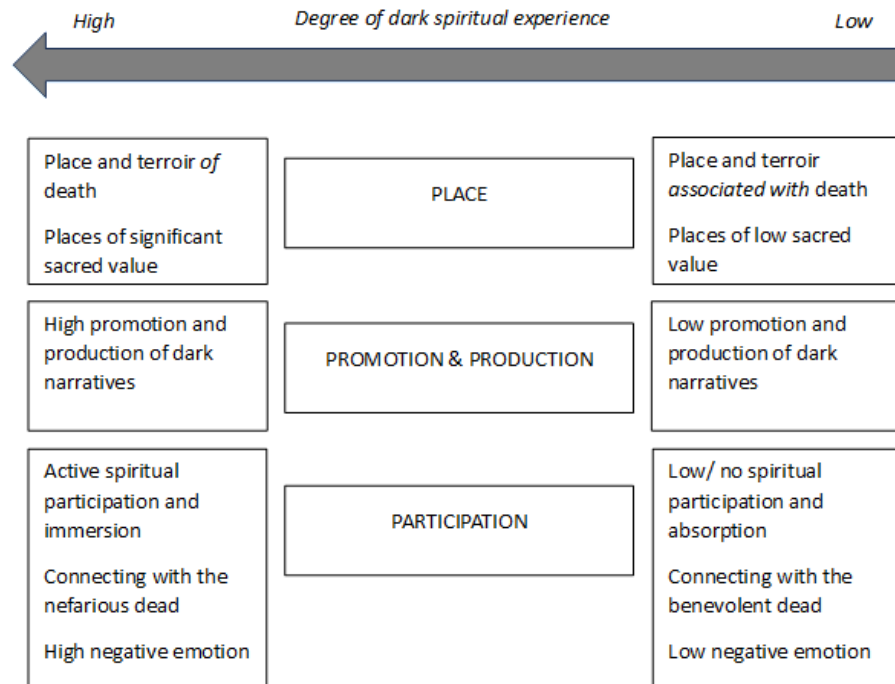 High Degree of dark spiritual experience Low
Place and terroir of
death
Places of significant
sacred value
PLACE
Place and terroir
associated with death
Places of low sacred
value
High promotion and
production of dark
narratives
PROMOTION & PRODUCTION
Low promotion and
production of dark
narratives
Active spiritual
participation and
immersion
Connecting with the
nefarious dead
High negative emotion
PARTICIPATION
Low/ no spiritual
participation and
absorption
Connecting with the
benevolent dead
Low negative emotion